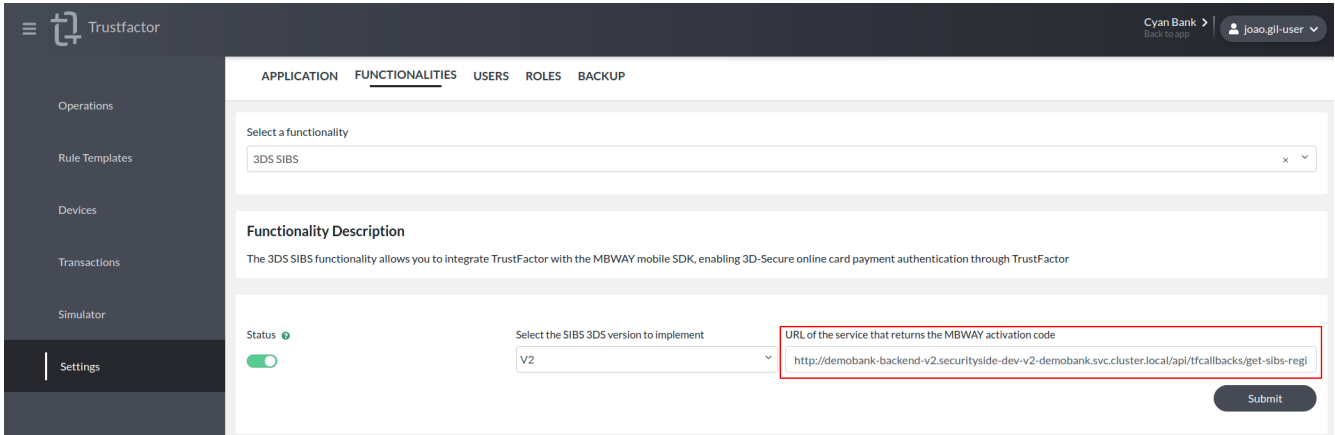 Trustfactor
Cyan Bank >
Back to app
joao.gil-user
APPLICATION FUNCTIONALITIES USERS ROLES BACKUP
Operations
Rule Templates
Devices
Transactions
Simulator
Settings
Select a functionality
3DS SIBS
Functionality Description
The 3DS SIBS functionality allows you to integrate TrustFactor with the MBWAY mobile SDK, enabling 3D-Secure online card payment authentication through TrustFactor
Status
Select the SIBS 3DS version to implement
V2
URL of the service that returns the MBWAY activation code
http://demobank-backend-v2.securityside-dev-v2-demobank.svc.cluster.local/api/tfcallbacks/get-sibs-regi
Submit